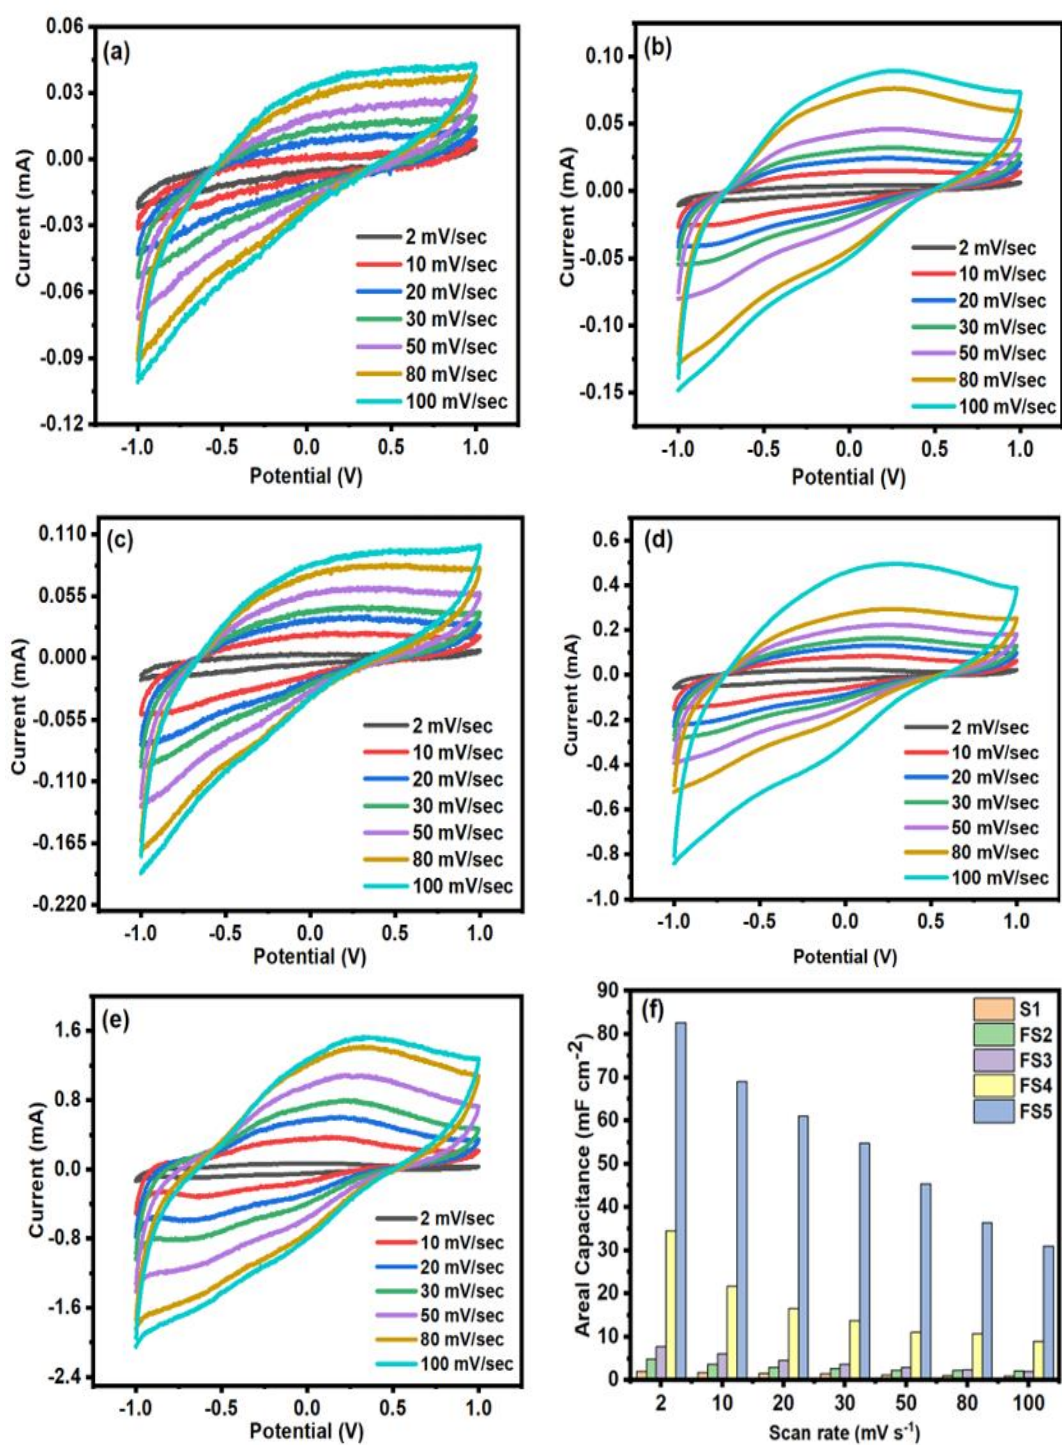 (a)
0.06
0.03
0.00
-0.03
-0.06
-0.09
-0.12
Current (mA)
2 mV/sec
10 mV/sec
20 mV/sec
30 mV/sec
50 mV/sec
80 mV/sec
100 mV/sec
-1.0 -0.5 0.0 0.5 1.0
Potential (V)
(b)
0.10
0.05
0.00
-0.05
-0.10
-0.15
Current (mA)
2 mV/sec
10 mV/sec
20 mV/sec
30 mV/sec
50 mV/sec
80 mV/sec
100 mV/sec
-1.0 -0.5 0.0 0.5 1.0
Potential (V)
(c)
0.110
0.055
0.000
-0.055
-0.110
-0.165
-0.220
Current (mA)
2 mV/sec
10 mV/sec
20 mV/sec
30 mV/sec
50 mV/sec
80 mV/sec
100 mV/sec
-1.0 -0.5 0.0 0.5 1.0
Potential (V)
(d)
0.6
0.4
0.2
0.0
-0.2
-0.4
-0.6
-0.8
-1.0
Current (mA)
2 mV/sec
10 mV/sec
20 mV/sec
30 mV/sec
50 mV/sec
80 mV/sec
100 mV/sec
-1.0 -0.5 0.0 0.5 1.0
Potential (V)
(e)
1.6
0.8
0.0
-0.8
-1.6
-2.4
Current (mA)
2 mV/sec
10 mV/sec
20 mV/sec
30 mV/sec
50 mV/sec
80 mV/sec
100 mV/sec
-1.0 -0.5 0.0 0.5 1.0
Potential (V)
(f)
90
80
70
60
50
40
30
20
10
0
Areal Capacitance (mF cm⁻²)
S1
FS2
FS3
FS4
FS5
2 10 20 30 50 80 100
Scan rate (mV s⁻¹)